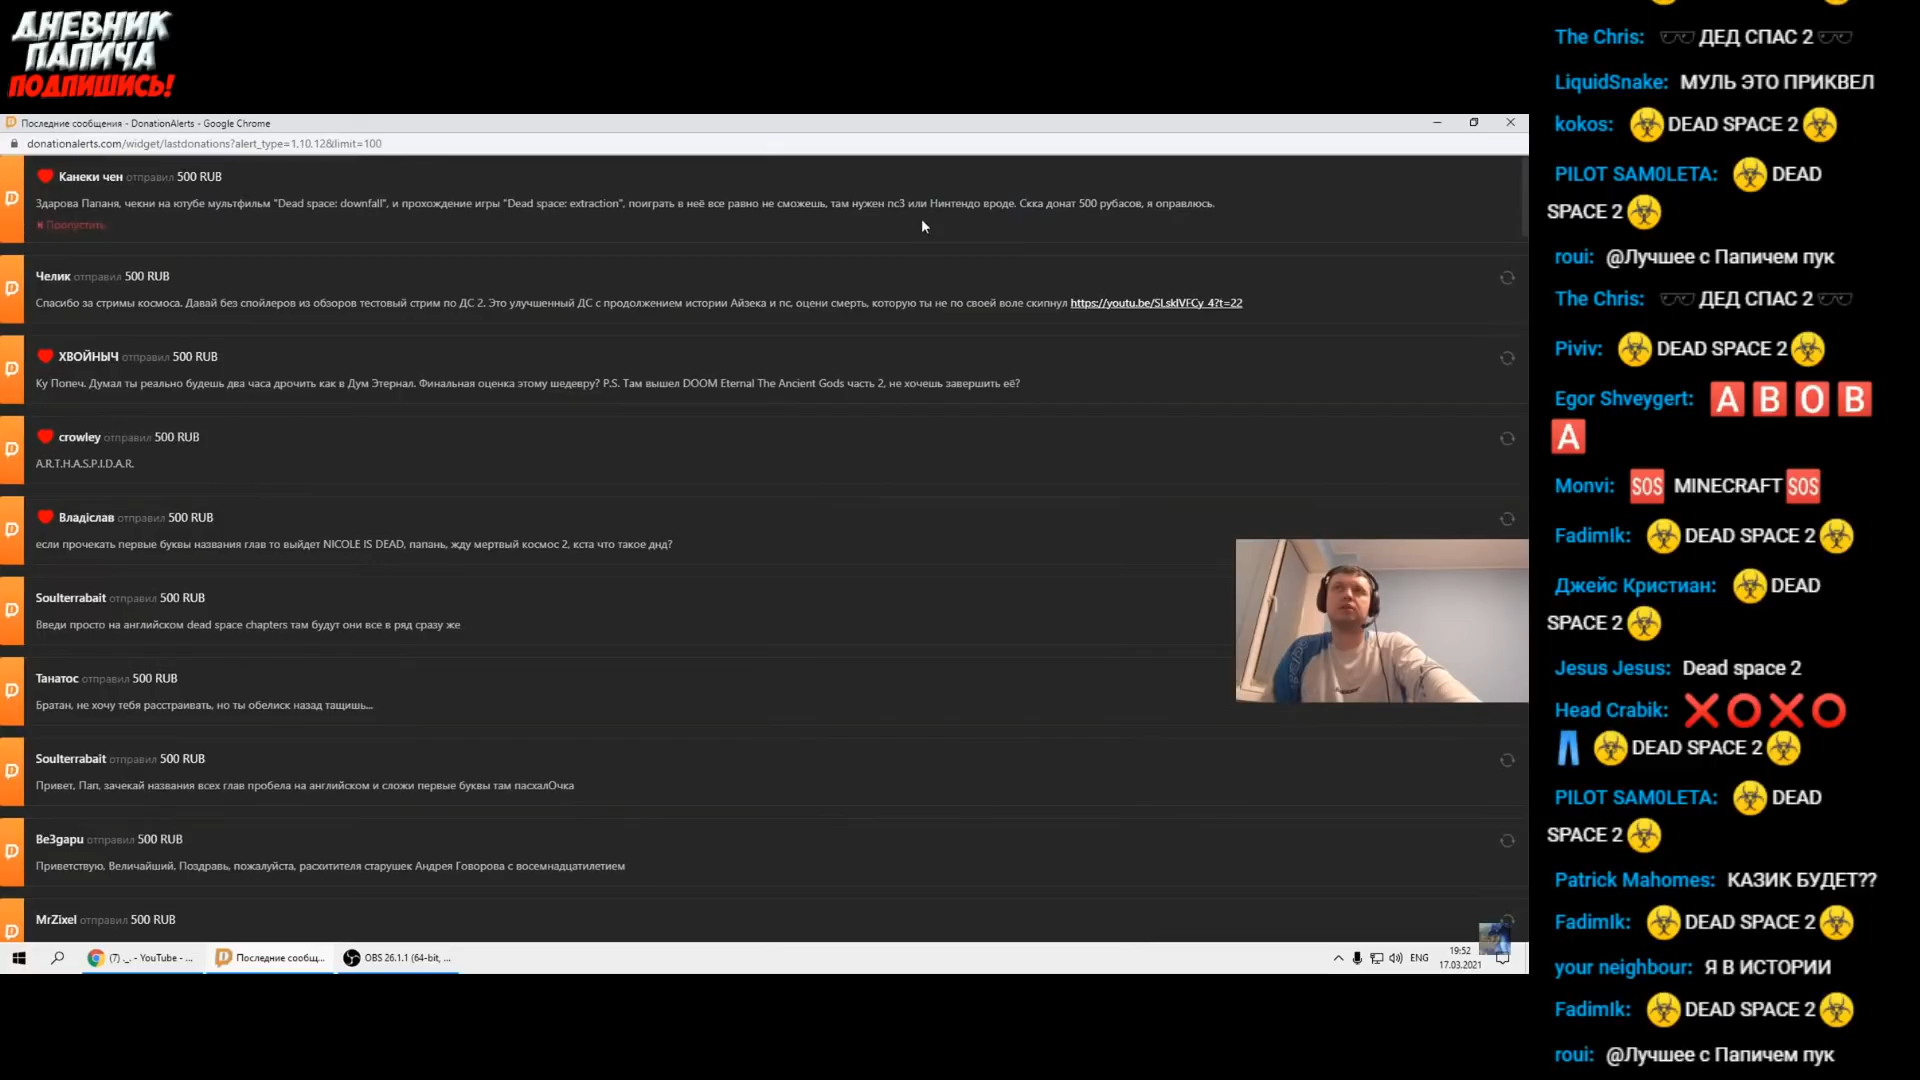 ДНЕВНИК
ПАПИЧА
ПОДПИШИСЬ!
Последние сообщения - DonationAlerts - Google Chrome
donationalerts.com/widget/lastdonations?alert_type=1,10,12&limit=100
Канеки чен отправил 500 RUB
Здарова Папаня, чекни на ютубе мультфильм "Dead space: downfall", и прохождение игры "Dead space: extraction", поиграть в неё все равно не сможешь, там нужен пс3 или Нинтендо вроде. Скка донат 500 рубасов, я оправлюсь.
Пропустить
Челик отправил 500 RUB
Спасибо за стримы космоса. Давай без спойлеров из обзоров тестовый стрим по ДС 2. Это улучшенный ДС с продолжением истории Айзека и пс, оцени смерть, которую ты не по своей воле скипнул https://youtu.be/SLsklVFCy_4?t=22
ХВОЙНЫЧ отправил 500 RUB
Ку Попеч. Думал ты реально будешь два часа дрочить как в Дум Этернал. Финальная оценка этому шедевру? P.S. Там вышел DOOM Eternal The Ancient Gods часть 2, не хочешь завершить её?
crowley отправил 500 RUB
A.R.T.H.A.S.P.I.D.A.R.
Владіслав отправил 500 RUB
если прочекать первые буквы названия глав то выйдет NICOLE IS DEAD, папань, жду мертвый космос 2, кста что такое днд?
Soulterrabait отправил 500 RUB
Введи просто на английском dead space chapters там будут они все в ряд сразу же
Танатос отправил 500 RUB
Братан, не хочу тебя расстраивать, но ты обелиск назад тащишь...
Soulterrabait отправил 500 RUB
Привет, Пап, зачекай названия всех глав пробела на английском и сложи первые буквы там пасхалОчка
Ве3дари отправил 500 RUB
Приветствую, Величайший. Поздравь, пожалуйста, расхитителя старушек Андрея Говорова с восемнадцатилетием
MrZixel отправил 500 RUB
(7) ._. - YouTube - ...
Последние сообщ...
OBS 26.1.1 (64-bit, ...
ENG
19:52
17.03.2021
The Chris: ДЕД СПАС 2
LiquidSnake: МУЛЬ ЭТО ПРИКВЕЛ
kokos: DEAD SPACE 2
PILOT SAM0LETA: DEAD
SPACE 2
roui: @Лучшее с Папичем пук
The Chris: ДЕД СПАС 2
Piviv: DEAD SPACE 2
Egor Shveygert: A B O B
A
Monvi: SOS MINECRAFT SOS
FadimIk: DEAD SPACE 2
Джейс Кристиан: DEAD
SPACE 2
Jesus Jesus: Dead space 2
Head Crabik: ❌⭕❌⭕
DEAD SPACE 2
PILOT SAM0LETA: DEAD
SPACE 2
Patrick Mahomes: КАЗИК БУДЕТ??
FadimIk: DEAD SPACE 2
your neighbour: Я В ИСТОРИИ
FadimIk: DEAD SPACE 2
roui: @Лучшее с Папичем пук